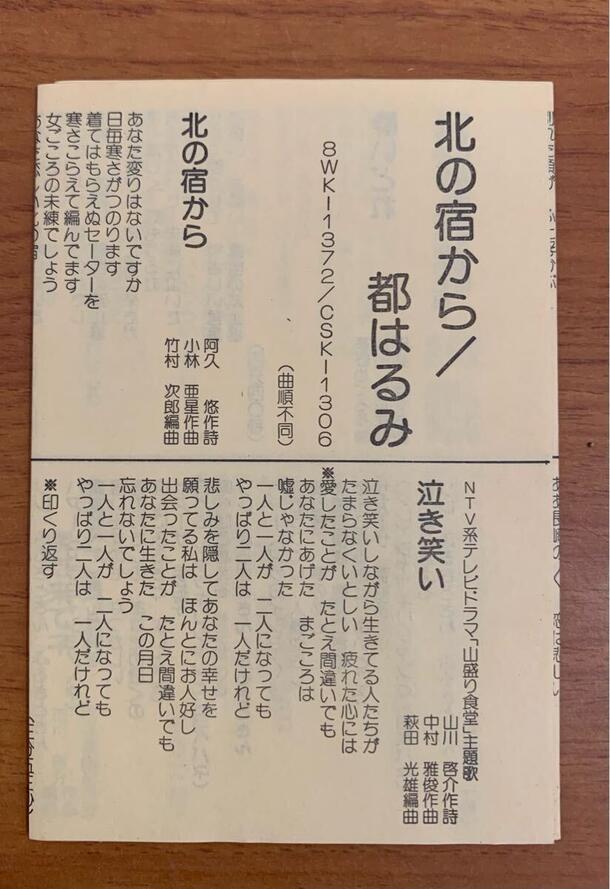 北の宿から/
都はるみ
8WK-1372/CSK-1306
(曲順不同)
北の宿から
阿久 悠作詩
小林 亜星作曲
竹村 次郎編曲
あなた変りはないですか
日毎寒さがつのります
着てはもらえぬセーターを
寒さこらえて編んでます
女ごころの未練でしょう
NTV系テレビドラマ「山盛り食堂」主題歌
泣き笑い
山川 啓介作詩
中村 雅俊作曲
萩田 光雄編曲
泣き笑いしながら生きてる人たちが
たまらなくいとしい 疲れた心には
※愛したことが たとえ間違いでも
あなたにあげた まごころは
嘘じゃなかった
一人と一人が 二人になっても
やっぱり二人は 一人だけれど
悲しみを隠してあなたの幸せを
願ってる私は ほんとにお人好し
出会ったことが たとえ間違いでも
あなたに生きた この月日
忘れないでしょう
一人と一人が 二人になっても
やっぱり二人は 一人だけれど
※印くり返す